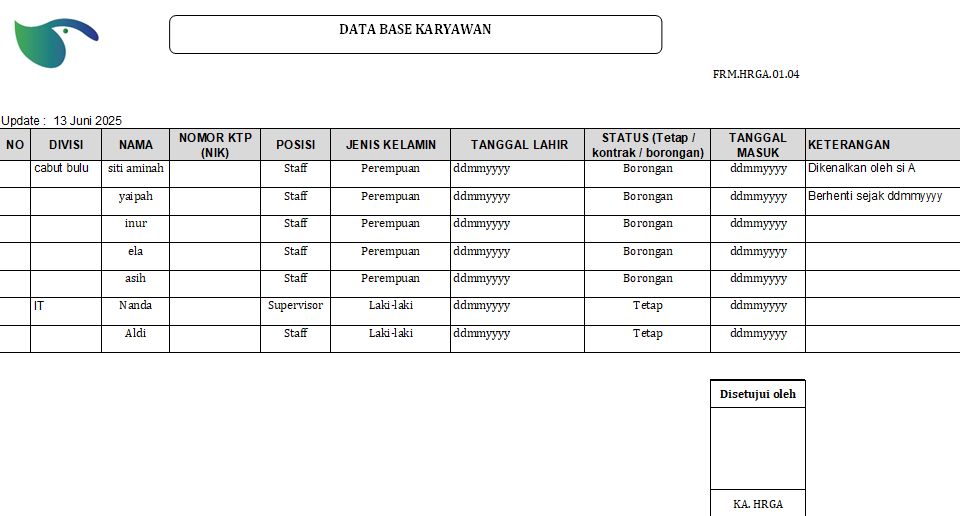 DATA BASE KARYAWAN
FRM.HRGA.01.04
Update : 13 Juni 2025
NO DIVISI NAMA NOMOR KTP (NIK) POSISI JENIS KELAMIN TANGGAL LAHIR STATUS (Tetap / kontrak / borongan) TANGGAL MASUK KETERANGAN
cabut bulu siti aminah Staff Perempuan ddmmyyyy Borongan ddmmyyyy Dikenalkan oleh si A
yaipah Staff Perempuan ddmmyyyy Borongan ddmmyyyy Berhenti sejak ddmmyyyy
inur Staff Perempuan ddmmyyyy Borongan ddmmyyyy
ela Staff Perempuan ddmmyyyy Borongan ddmmyyyy
asih Staff Perempuan ddmmyyyy Borongan ddmmyyyy
IT Nanda Supervisor Laki-laki ddmmyyyy Tetap ddmmyyyy
Aldi Staff Laki-laki ddmmyyyy Tetap ddmmyyyy
Disetujui oleh
KA. HRGA